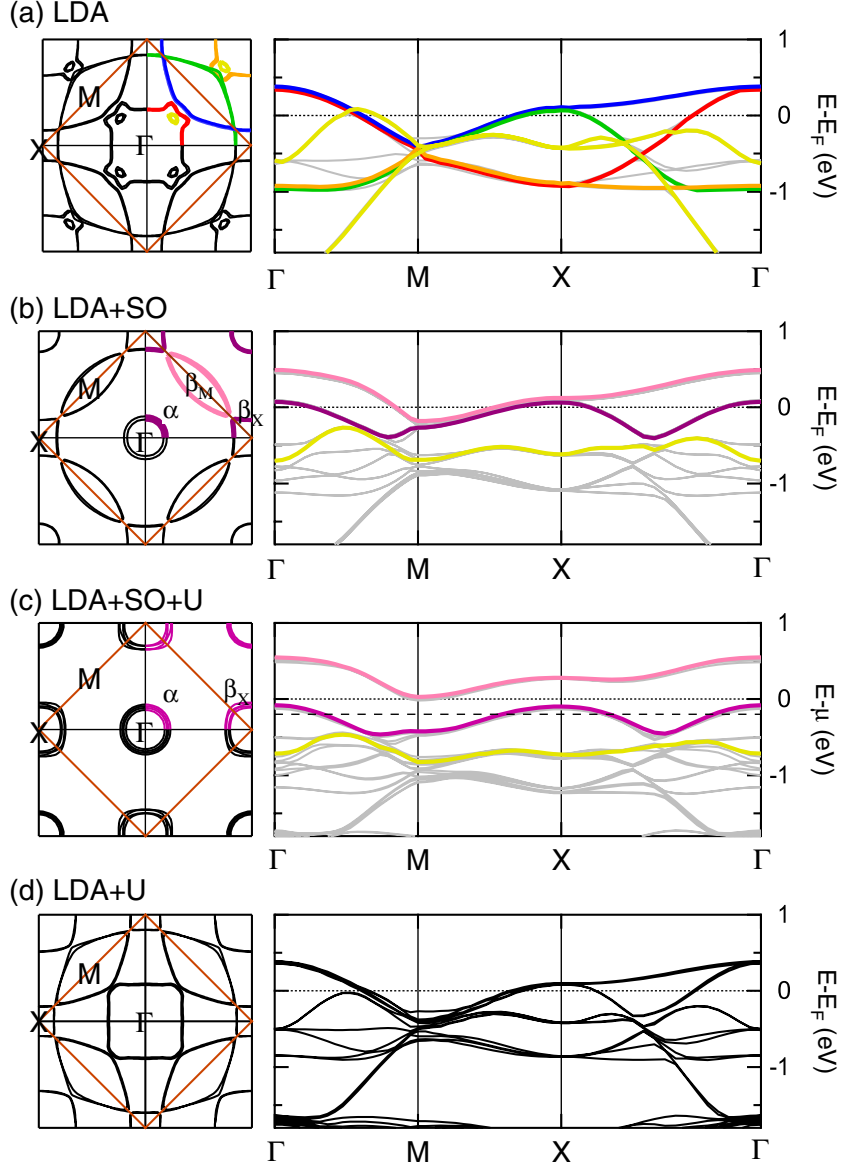 (a) LDA
M
X
Γ
1
0
-1
E-E_F (eV)
Γ M X Γ
(b) LDA+SO
M
β_M
α
β_X
X
Γ
1
0
-1
E-E_F (eV)
Γ M X Γ
(c) LDA+SO+U
M
α
β_X
X
Γ
1
0
-1
E-μ (eV)
Γ M X Γ
(d) LDA+U
M
X
Γ
1
0
-1
E-E_F (eV)
Γ M X Γ